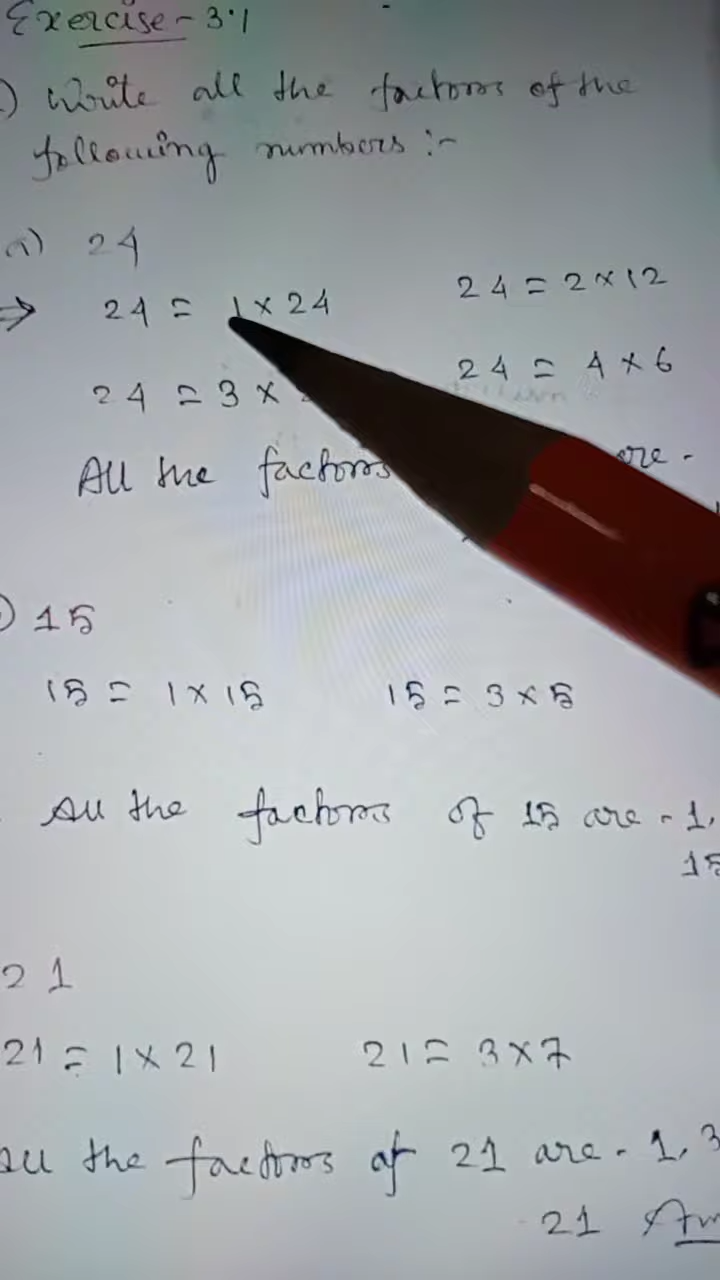 Exercise - 3.1
) Write all the factors of the
following numbers :-
a) 24
⇒ 24 = 1 × 24 24 = 2 × 12
24 = 3 × 24 = 4 × 6
All the factors are -
) 15
15 = 1 × 15 15 = 3 × 5
All the factors of 15 are - 1,
15
21
21 = 1 × 21 21 = 3 × 7
All the factors of 21 are - 1, 3
21 Ans